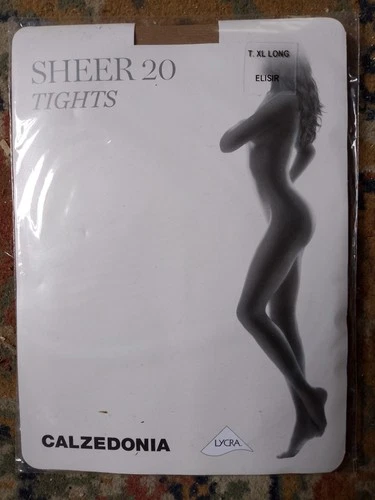 SHEER 20
TIGHTS
T. XL LONG
ELISIR
CALZEDONIA
LYCRA